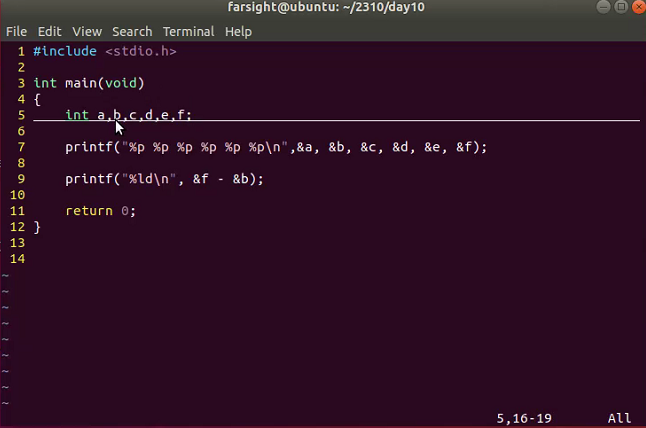 farsight@ubuntu: ~/2310/day10
File Edit View Search Terminal Help
1 #include <stdio.h>
2
3 int main(void)
4 {
5     int a,b,c,d,e,f;
6
7     printf("%p %p %p %p %p %p\n",&a, &b, &c, &d, &e, &f);
8
9     printf("%ld\n", &f - &b);
10
11     return 0;
12 }
13
14
~
~
~
~
~
~
~
~
~
5,16-19 All